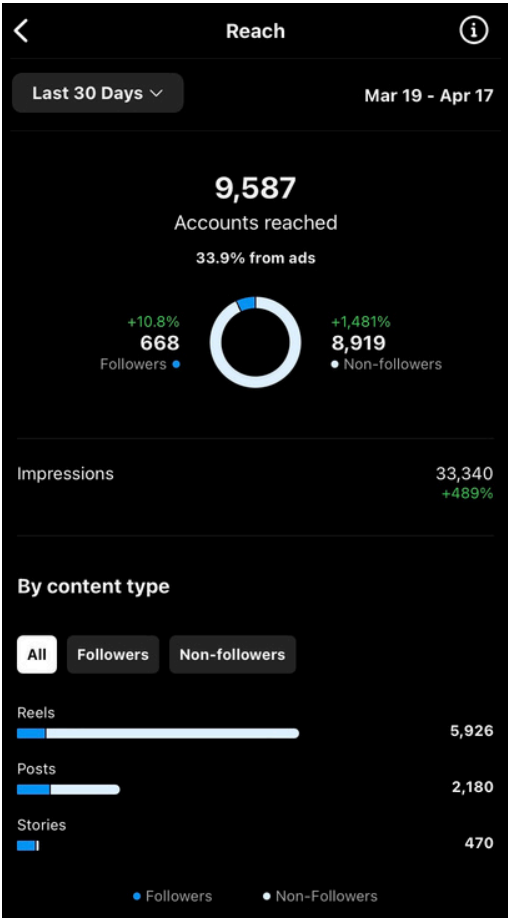 Reach
Last 30 Days
Mar 19 - Apr 17
9,587
Accounts reached
33.9% from ads
+10.8%
668
Followers
+1,481%
8,919
Non-followers
Impressions
33,340
+489%
By content type
All Followers Non-followers
Reels
5,926
Posts
2,180
Stories
470
Followers Non-Followers